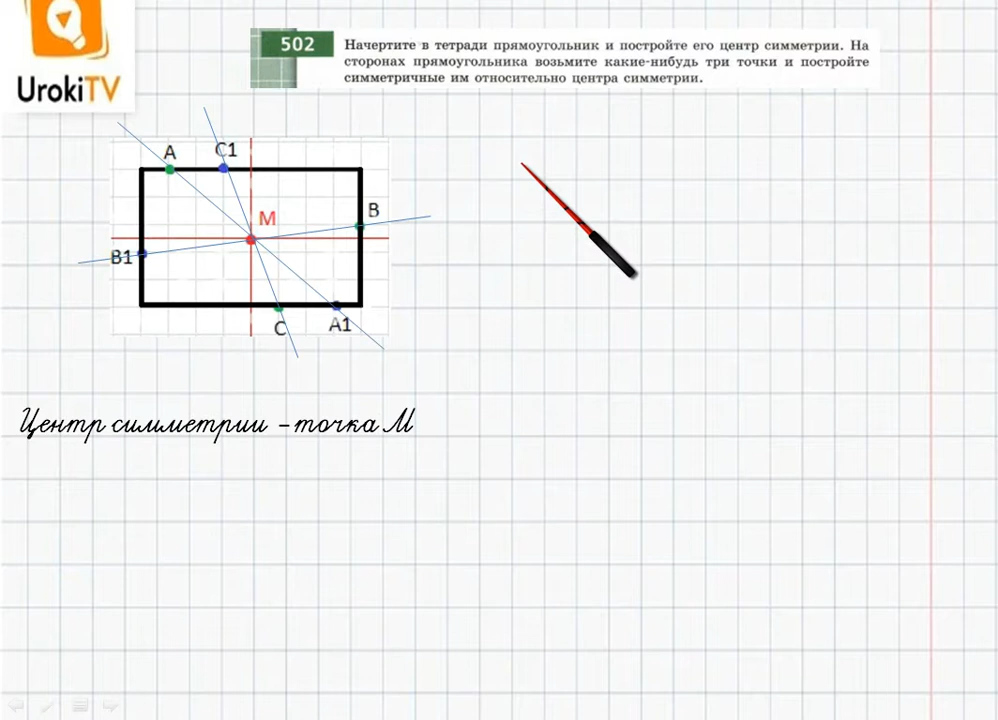 UrokiTV
502
Начертите в тетради прямоугольник и постройте его центр симметрии. На
сторонах прямоугольника возьмите какие-нибудь три точки и постройте
симметричные им относительно центра симметрии.
A
C1
M
B
B1
C
A1
Центр симметрии - точка М